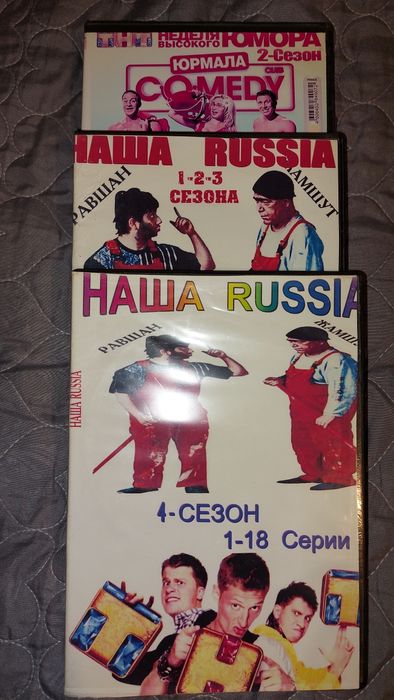 ТНТ НЕДЕЛЯ ВЫСОКОГО ЮМОРА
2-Сезон
ЮРМАЛА
COMEDY
CLUB
НАША RUSSIA
РАВШАН
ДЖАМШУТ
1-2-3
СЕЗОНА
НАША RUSSIA
РАВШАН
ДЖАМШ
НАША RUSSIA
4-СЕЗОН
1-18 Серии
ТНТ